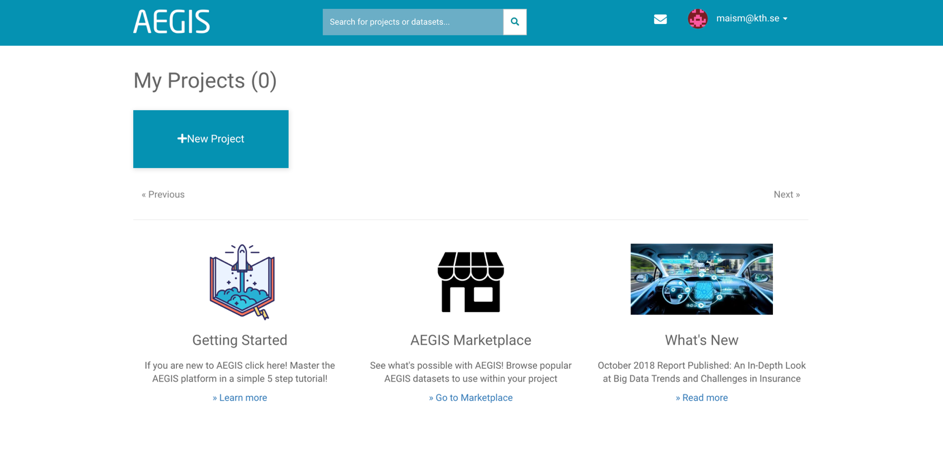 AEGIS
Search for projects or datasets...
maism@kth.se
My Projects (0)
New Project
« Previous
Next »
Getting Started
If you are new to AEGIS click here! Master the
AEGIS platform in a simple 5 step tutorial!
» Learn more
AEGIS Marketplace
See what's possible with AEGIS! Browse popular
AEGIS datasets to use within your project
» Go to Marketplace
What's New
October 2018 Report Published: An In-Depth Look
at Big Data Trends and Challenges in Insurance
» Read more